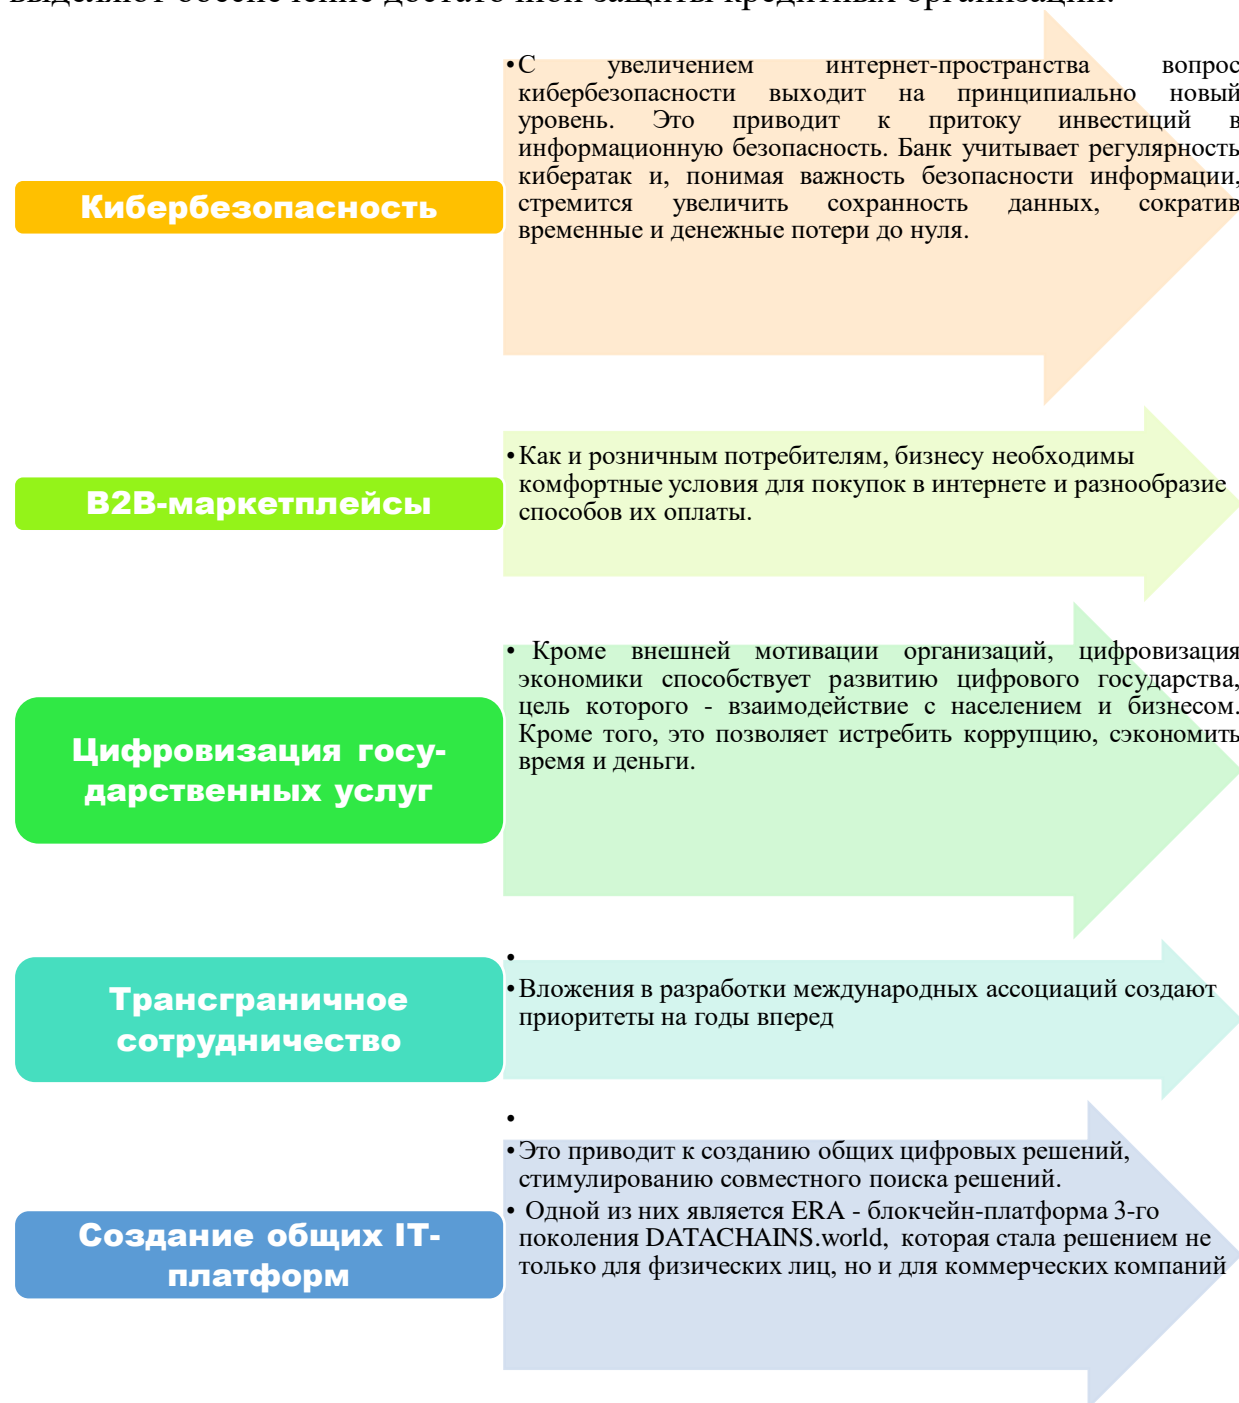 выделяют обеспечение достаточной защиты кредитных организаций.
•С увеличением интернет-пространства вопрос
кибербезопасности выходит на принципиально новый
уровень. Это приводит к притоку инвестиций в
информационную безопасность. Банк учитывает регулярность
кибератак и, понимая важность безопасности информации,
стремится увеличить сохранность данных, сократив
временные и денежные потери до нуля.
Кибербезопасность
•Как и розничным потребителям, бизнесу необходимы
комфортные условия для покупок в интернете и разнообразие
способов их оплаты.
B2B-маркетплейсы
• Кроме внешней мотивации организаций, цифровизация
экономики способствует развитию цифрового государства,
цель которого - взаимодействие с населением и бизнесом.
Кроме того, это позволяет истребить коррупцию, сэкономить
время и деньги.
Цифровизация госу-
дарственных услуг
•
•Вложения в разработки международных ассоциаций создают
приоритеты на годы вперед
Трансграничное
сотрудничество
•
•Это приводит к созданию общих цифровых решений,
стимулированию совместного поиска решений.
• Одной из них является ERA - блокчейн-платформа 3-го
поколения DATACHAINS.world, которая стала решением не
только для физических лиц, но и для коммерческих компаний
Создание общих IT-
платформ